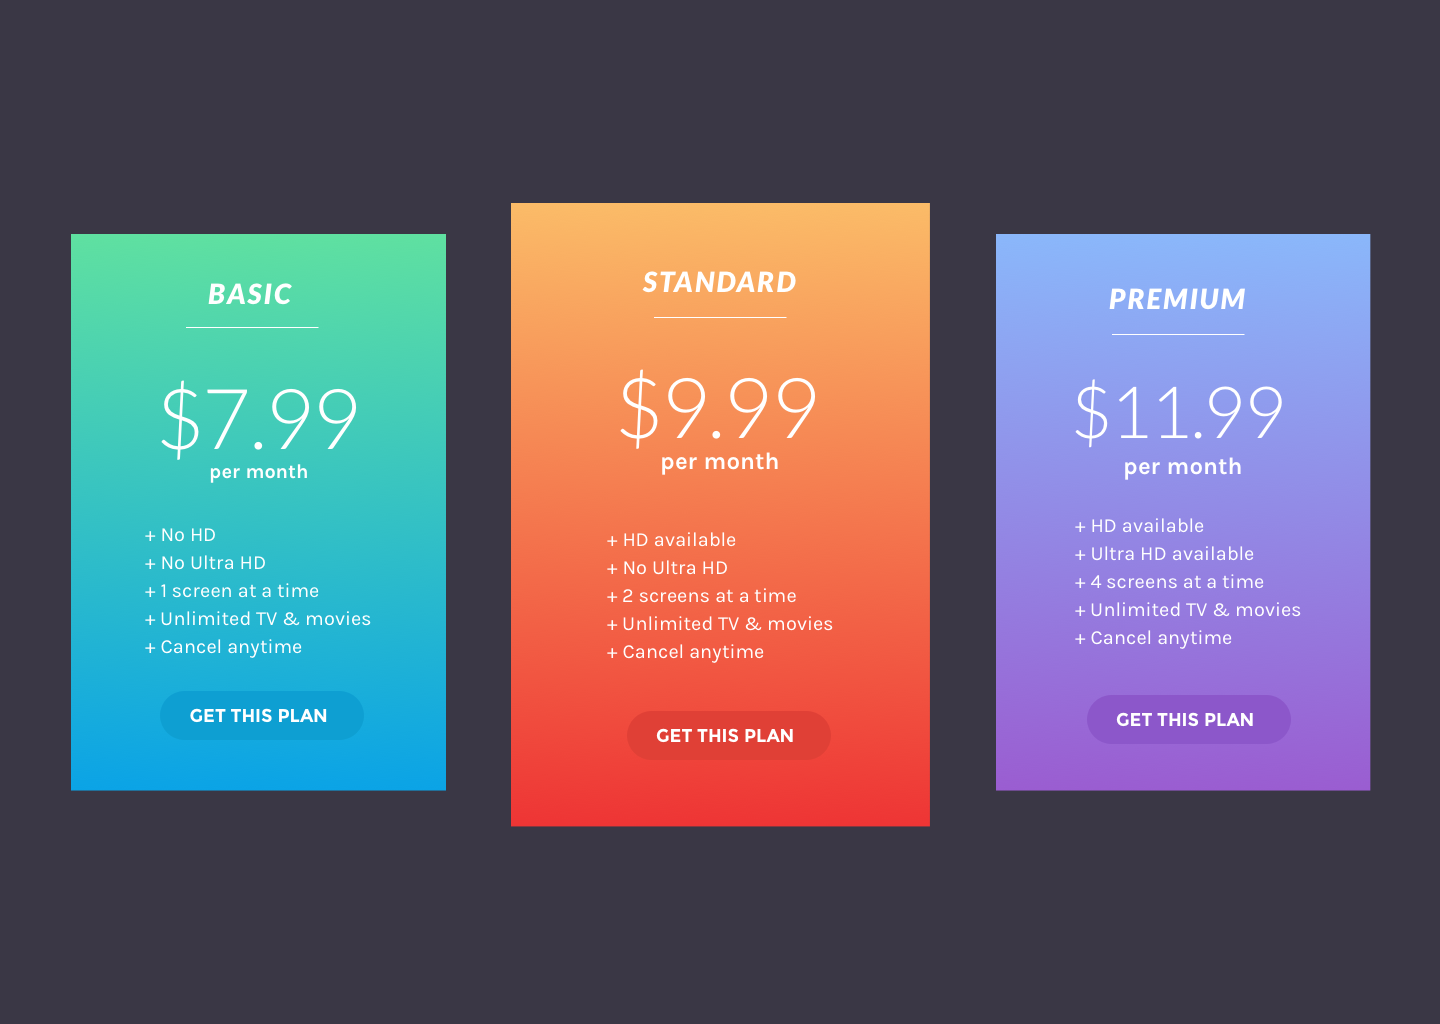 BASIC
$7.99
per month
+ No HD
+ No Ultra HD
+ 1 screen at a time
+ Unlimited TV & movies
+ Cancel anytime
GET THIS PLAN
STANDARD
$9.99
per month
+ HD available
+ No Ultra HD
+ 2 screens at a time
+ Unlimited TV & movies
+ Cancel anytime
GET THIS PLAN
PREMIUM
$11.99
per month
+ HD available
+ Ultra HD available
+ 4 screens at a time
+ Unlimited TV & movies
+ Cancel anytime
GET THIS PLAN